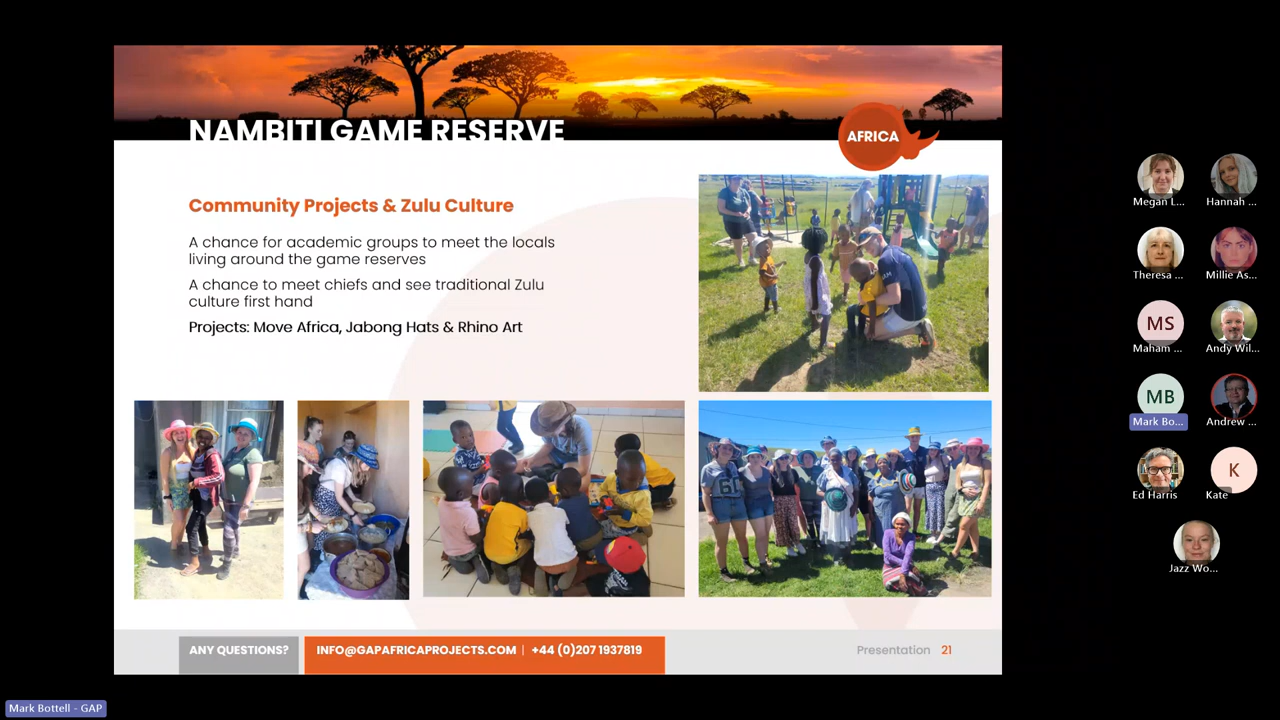 NAMBITI GAME RESERVE
AFRICA
Community Projects & Zulu Culture
A chance for academic groups to meet the locals
living around the game reserves
A chance to meet chiefs and see traditional Zulu
culture first hand
Projects: Move Africa, Jabong Hats & Rhino Art
ANY QUESTIONS?
INFO@GAPAFRICAPROJECTS.COM | +44 (0)207 1937819
Presentation 21
Megan L...
Hannah ...
Theresa ...
Millie As...
MS
Maham ...
Andy Wil...
MB
Mark Bo...
Andrew ...
Ed Harris
K
Kate
Jazz Wo...
Mark Bottell - GAP